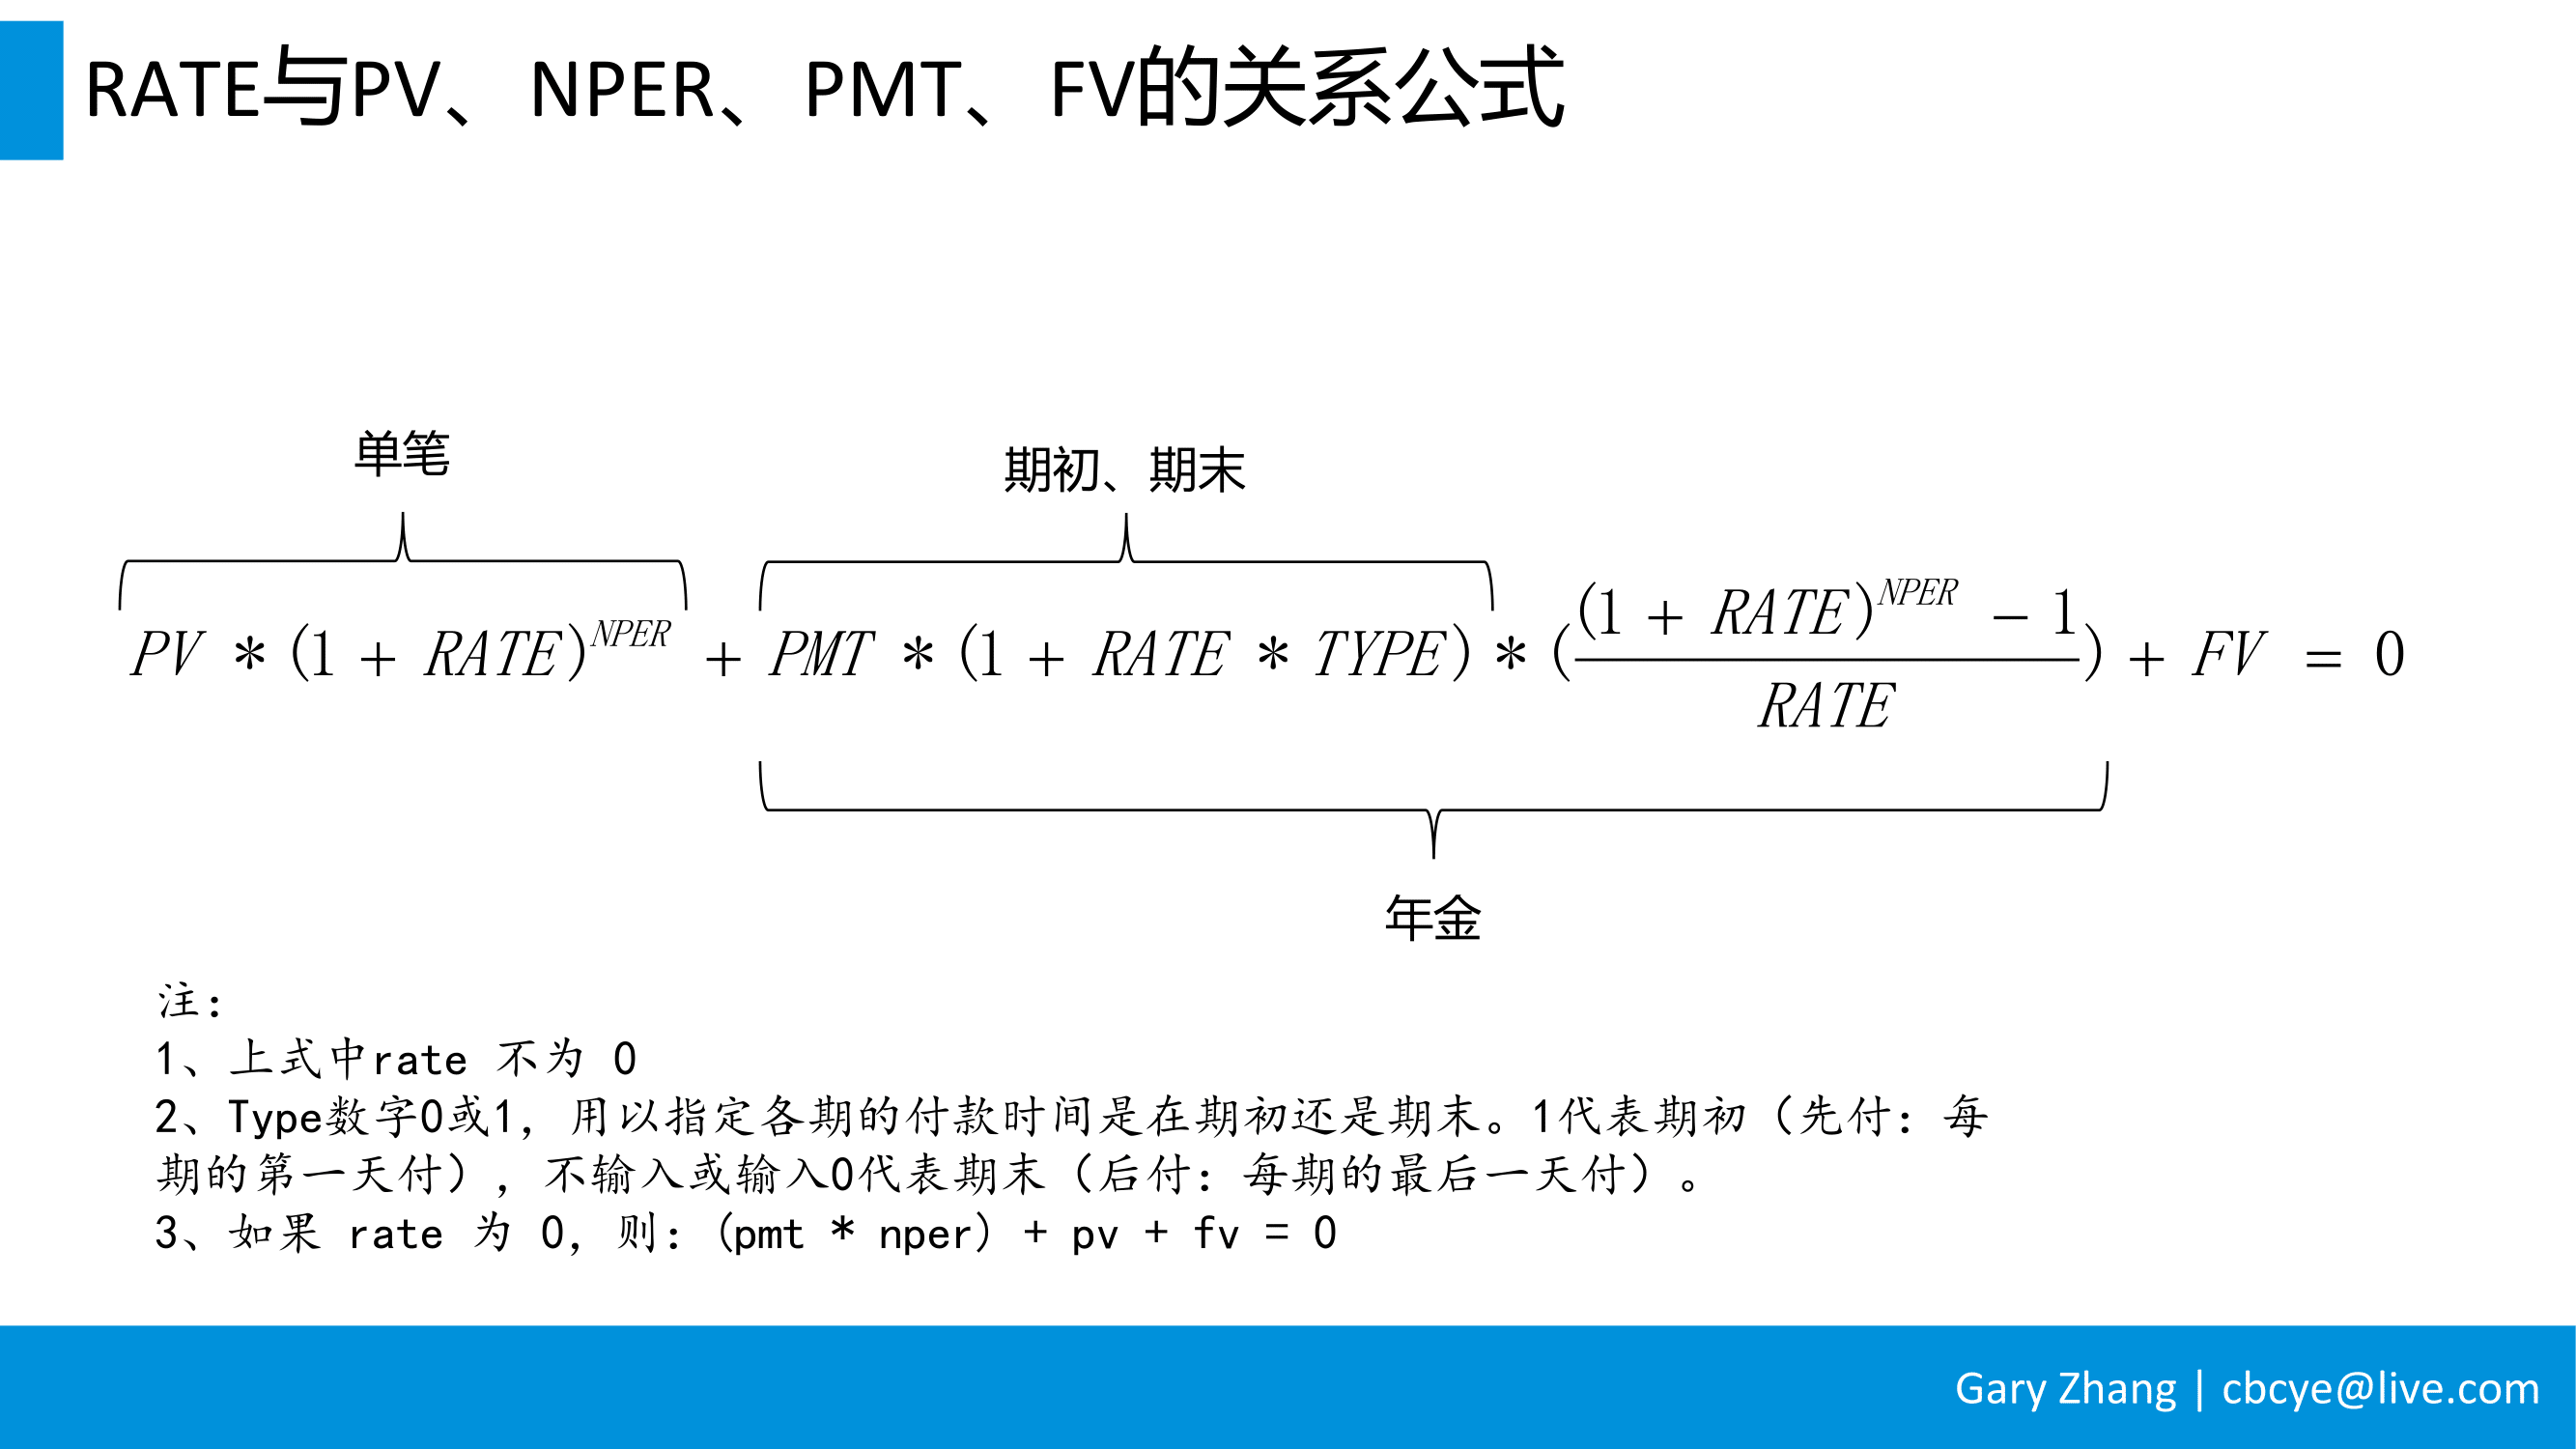 RATE与PV、NPER、PMT、FV的关系公式
单笔
期初、期末
PV * (1 + RATE)^NPER + PMT * (1 + RATE * TYPE) * (((1 + RATE)^NPER − 1) / RATE) + FV = 0
年金
注：
1、上式中rate 不为 0
2、Type数字0或1，用以指定各期的付款时间是在期初还是期末。1代表期初（先付：每
期的第一天付），不输入或输入0代表期末（后付：每期的最后一天付）。
3、如果 rate 为 0，则：(pmt * nper) + pv + fv = 0
Gary Zhang | cbcye@live.com